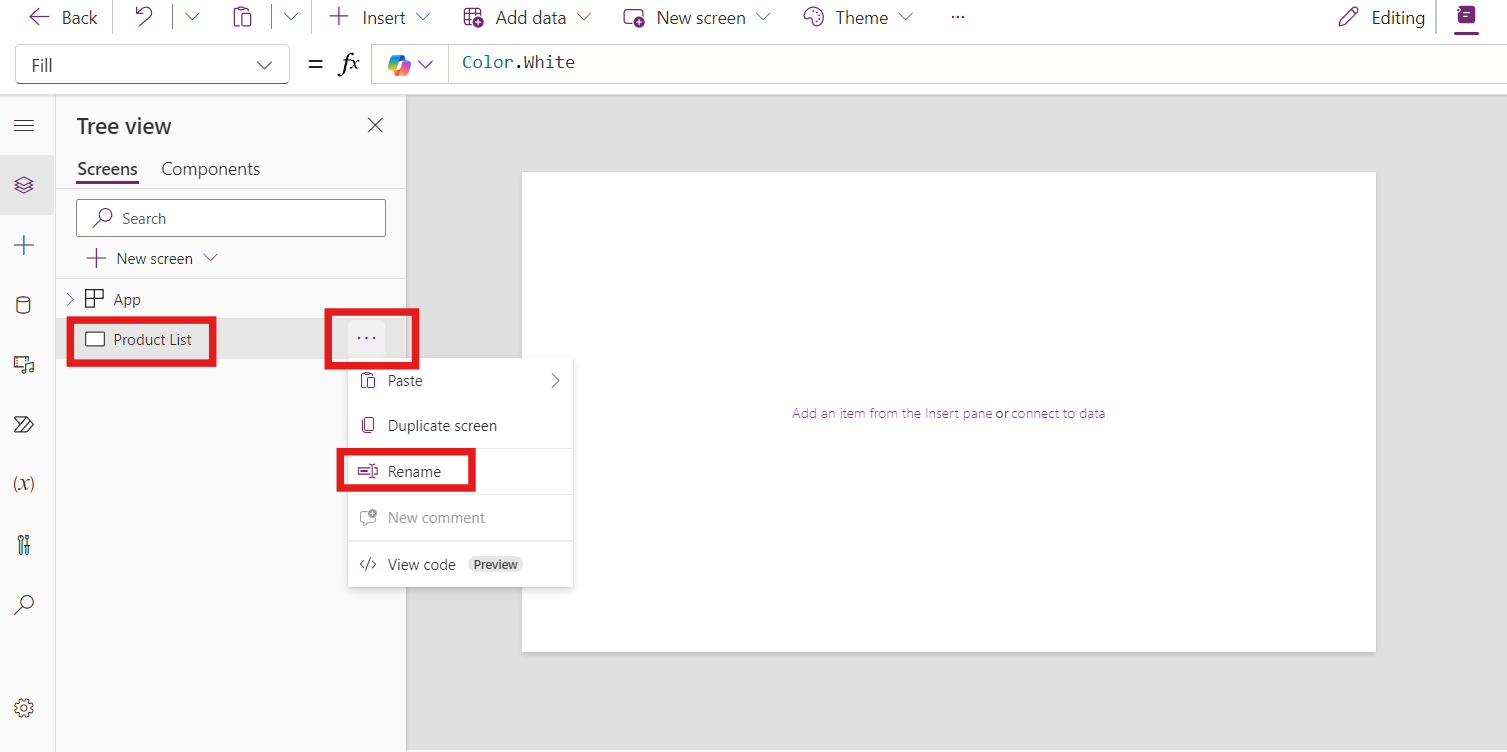 Back Insert Add data New screen Theme ... Editing
Fill = fx Color.White
Tree view
Screens Components
Search
New screen
App
Product List ...
Paste
Duplicate screen
Rename
New comment
View code Preview
(x)
Add an item from the Insert pane or connect to data